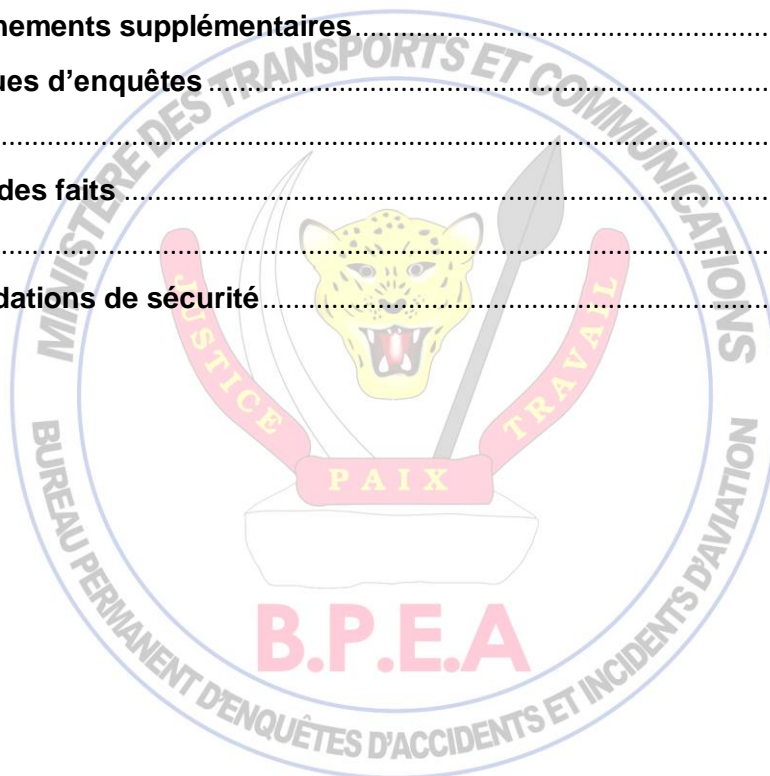 nements supplémentaires
ues d'enquêtes
des faits
dations de sécurité
MINISTERE DES TRANSPORTS ET COMMUNICATIONS
JUSTICE
TRAVAIL
PAIX
B.P.E.A
BUREAU PERMANENT D'ENQUÊTES D'ACCIDENTS ET INCIDENTS D'AVIATION